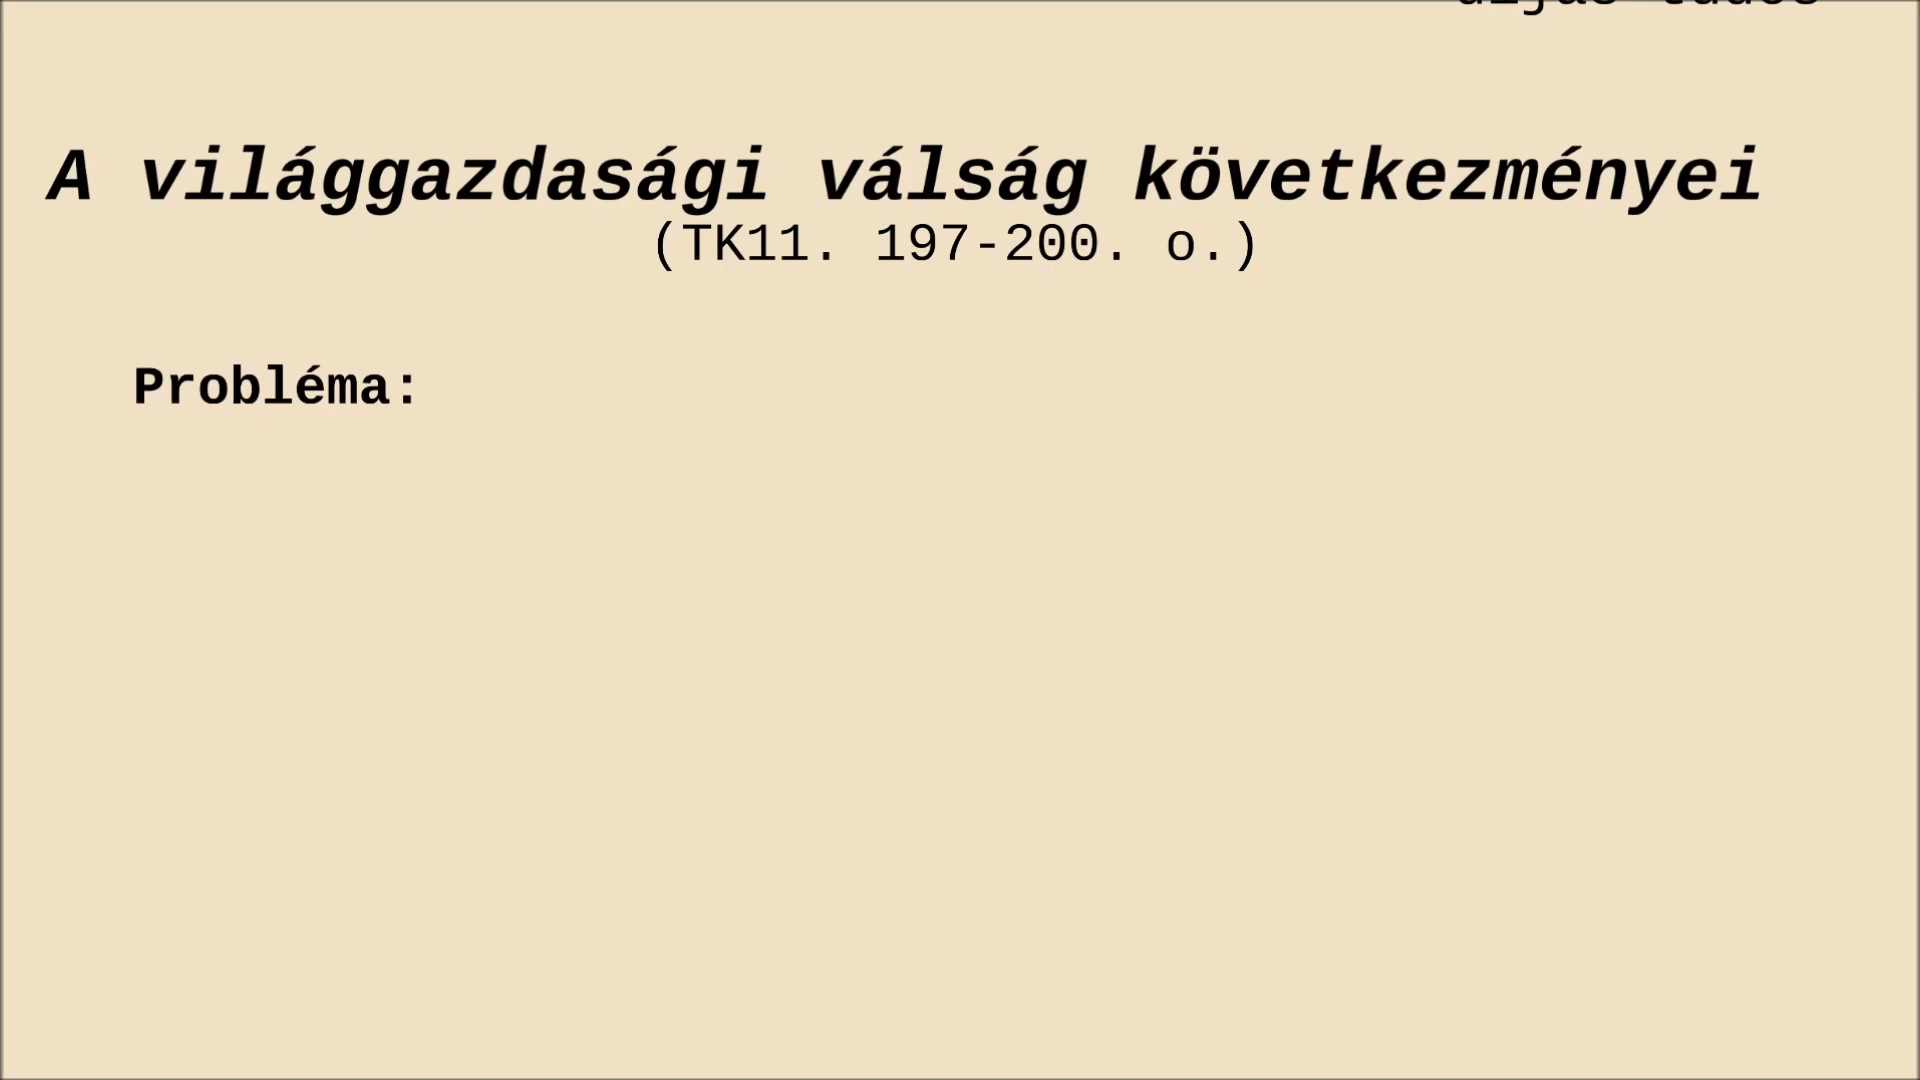 A világgazdasági válság következményei
(TK11. 197-200. o.)
Probléma: